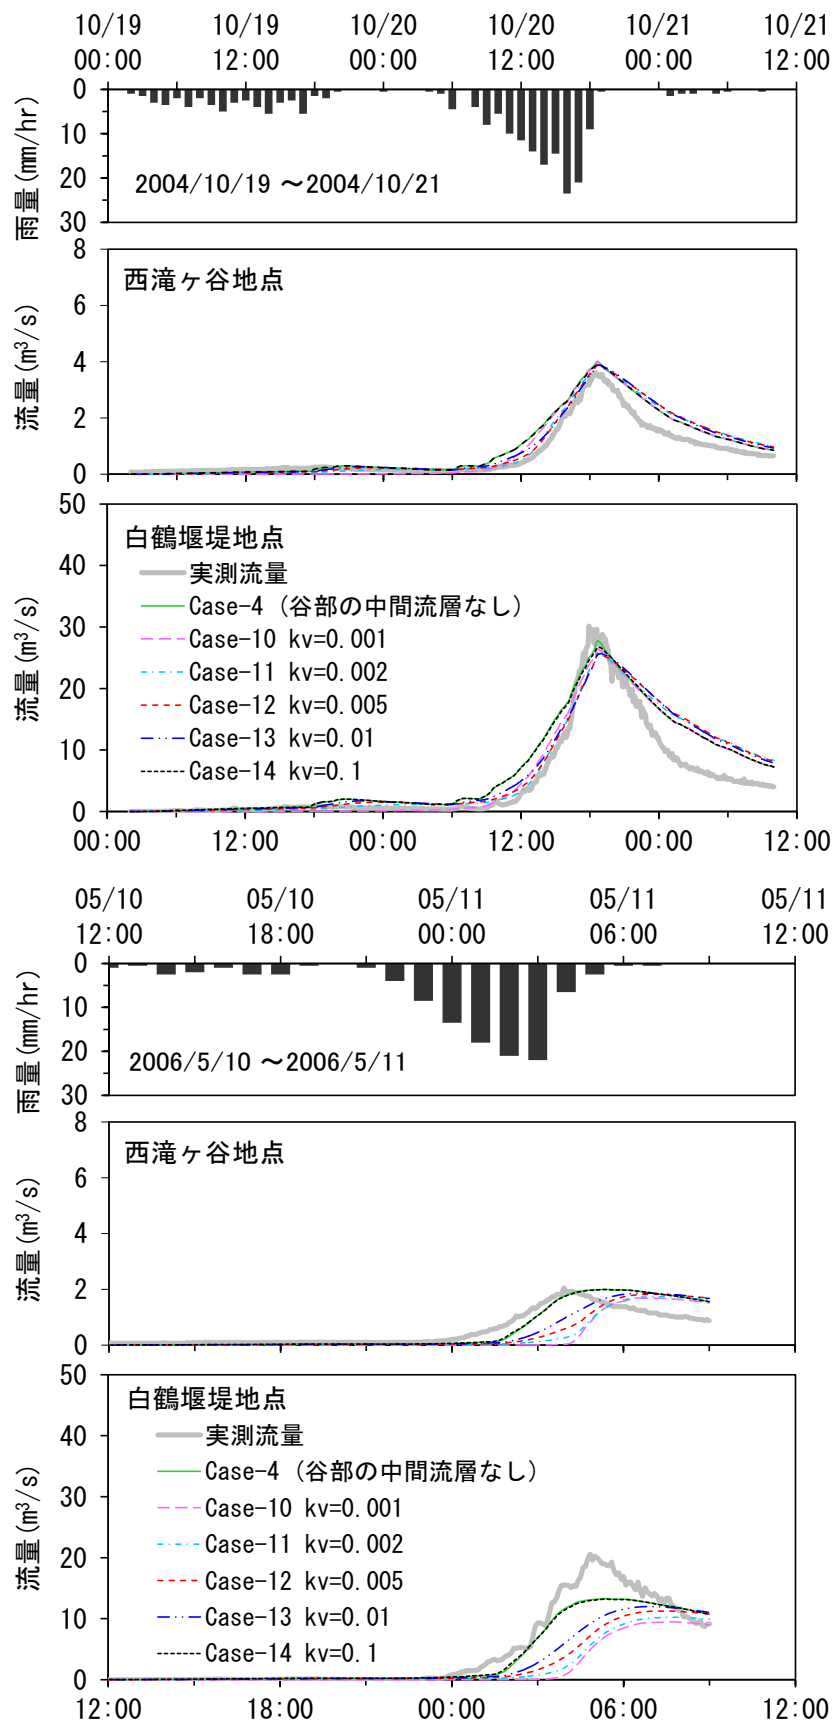 10/19 10/19 10/20 10/20 10/21 10/21
00:00 12:00 00:00 12:00 00:00 12:00
雨量(mm/hr)
0
10
20
30
2004/10/19 ～2004/10/21
流量(m³/s)
8
6
4
2
0
西滝ヶ谷地点
流量(m³/s)
50
40
30
20
10
0
白鶴堰堤地点
実測流量
Case-4 (谷部の中間流層なし)
Case-10 kv=0.001
Case-11 kv=0.002
Case-12 kv=0.005
Case-13 kv=0.01
Case-14 kv=0.1
00:00 12:00 00:00 12:00 00:00 12:00
05/10 05/10 05/11 05/11 05/11
12:00 18:00 00:00 06:00 12:00
雨量(mm/hr)
0
10
20
30
2006/5/10 ～2006/5/11
流量(m³/s)
8
6
4
2
0
西滝ヶ谷地点
流量(m³/s)
50
40
30
20
10
0
白鶴堰堤地点
実測流量
Case-4 (谷部の中間流層なし)
Case-10 kv=0.001
Case-11 kv=0.002
Case-12 kv=0.005
Case-13 kv=0.01
Case-14 kv=0.1
12:00 18:00 00:00 06:00 12:00